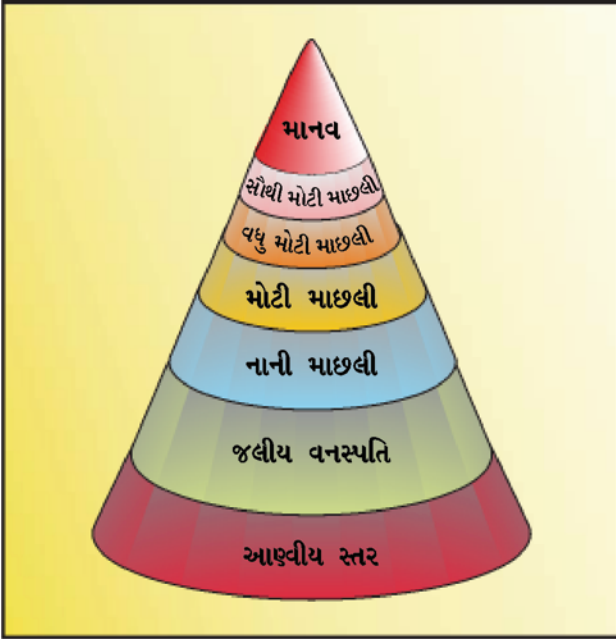 માનવ
સૌથી મોટી માછલી
વધુ મોટી માછલી
મોટી માછલી
નાની માછલી
જલીય વનસ્પતિ
આણ્વીય સ્તર